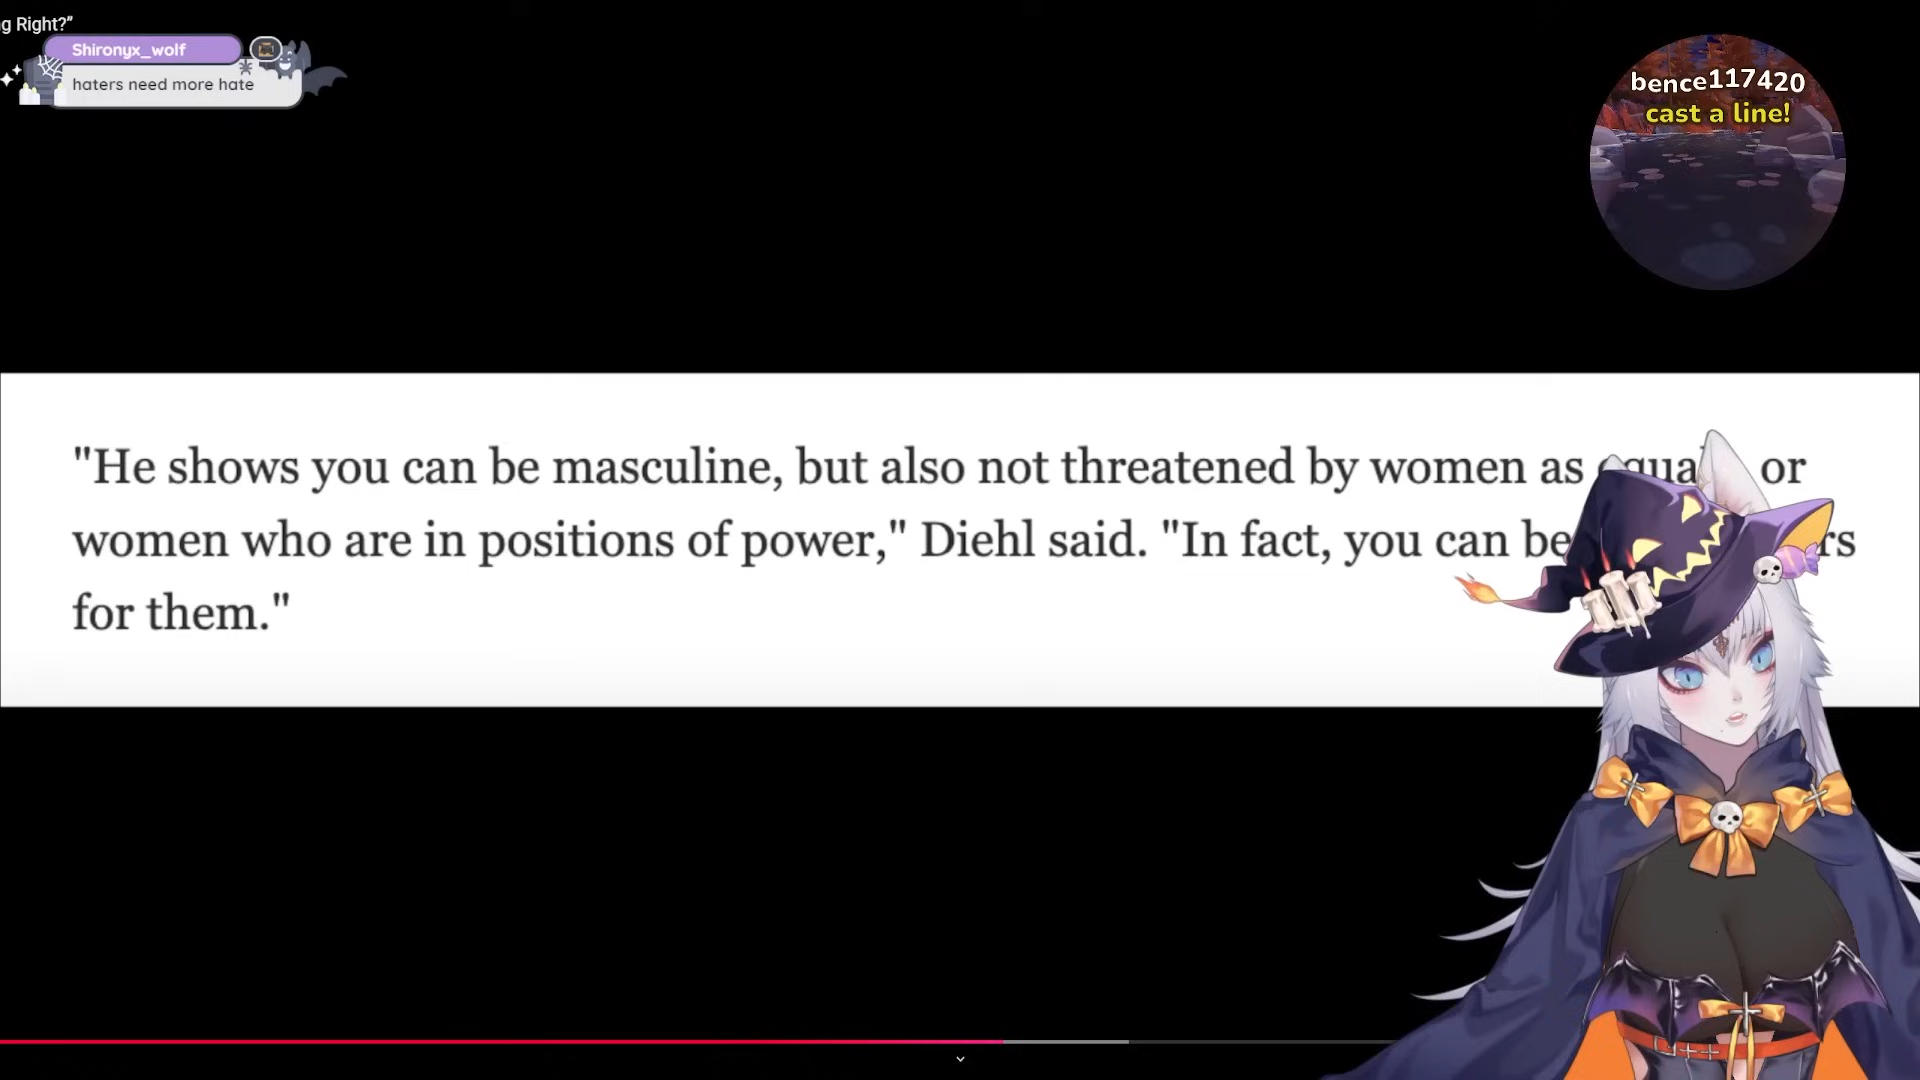 g Right?"
Shironyx_wolf
haters need more hate
bence117420
cast a line!
"He shows you can be masculine, but also not threatened by women as or
women who are in positions of power," Diehl said. "In fact, you can be
for them."